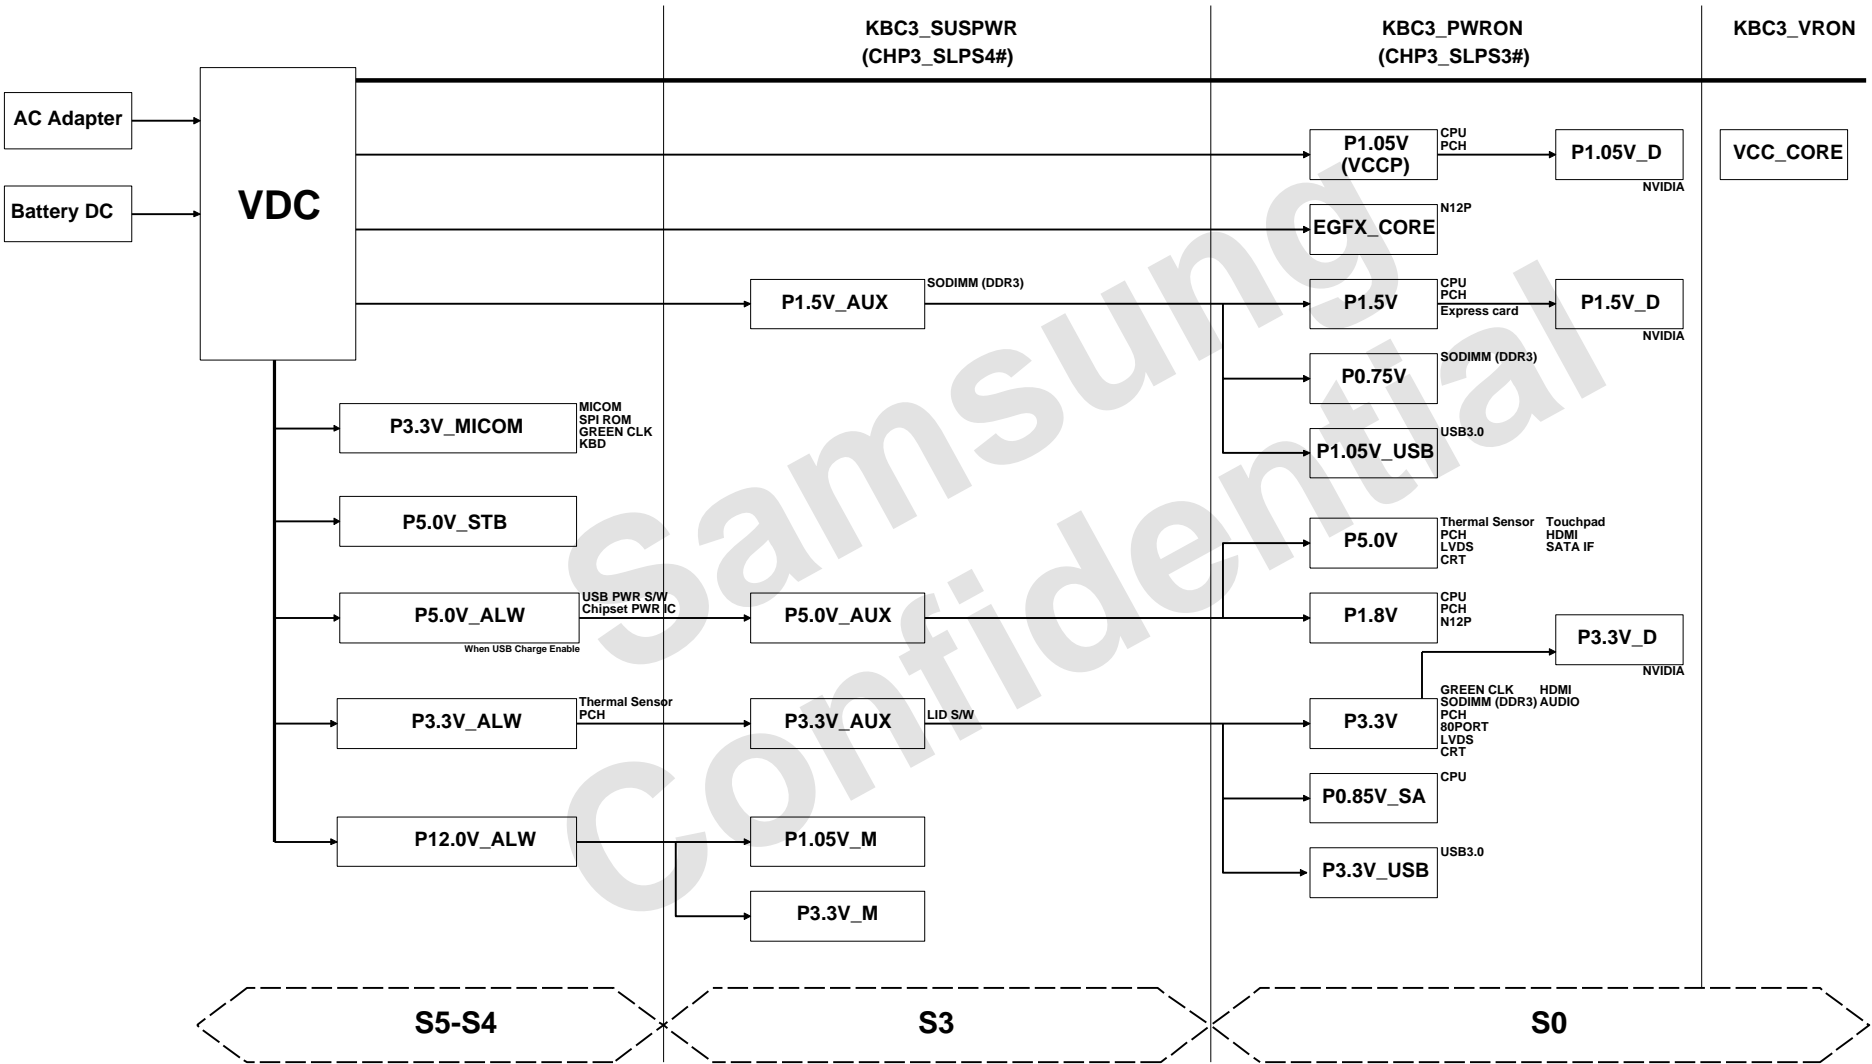 KBC3_SUSPWR
(CHP3_SLPS4#)
KBC3_PWRON
(CHP3_SLPS3#)
KBC3_VRON
AC Adapter
Battery DC
VDC
P1.05V
(VCCP)
CPU
PCH
P1.05V_D
NVIDIA
VCC_CORE
EGFX_CORE
N12P
P1.5V_AUX
SODIMM (DDR3)
P1.5V
CPU
PCH
Express card
P1.5V_D
NVIDIA
P0.75V
SODIMM (DDR3)
P3.3V_MICOM
MICOM
SPI ROM
GREEN CLK
KBD
P1.05V_USB
USB3.0
P5.0V_STB
P5.0V
Thermal Sensor Touchpad
PCH HDMI
LVDS SATA IF
CRT
P5.0V_ALW
USB PWR S/W
Chipset PWR IC
When USB Charge Enable
P5.0V_AUX
P1.8V
CPU
PCH
N12P
P3.3V_D
NVIDIA
P3.3V_ALW
Thermal Sensor
PCH
P3.3V_AUX
LID S/W
P3.3V
GREEN CLK HDMI
SODIMM (DDR3) AUDIO
PCH
80PORT
LVDS
CRT
P0.85V_SA
CPU
P12.0V_ALW
P1.05V_M
P3.3V_USB
USB3.0
P3.3V_M
S5-S4
S3
S0
Samsung
Confidential